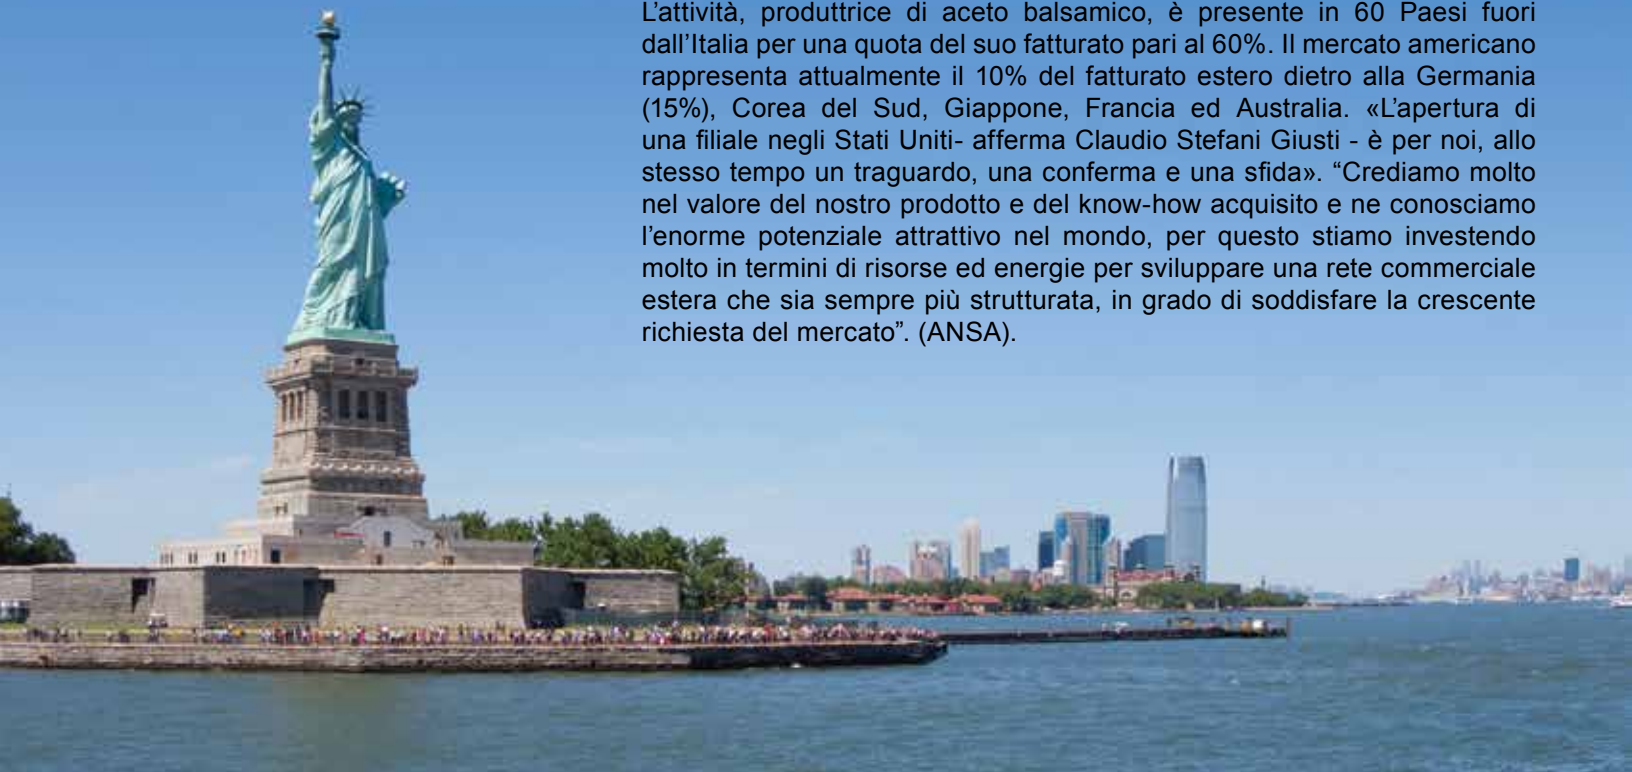 L’attività, produttrice di aceto balsamico, è presente in 60 Paesi fuori
dall’Italia per una quota del suo fatturato pari al 60%. Il mercato americano
rappresenta attualmente il 10% del fatturato estero dietro alla Germania
(15%), Corea del Sud, Giappone, Francia ed Australia. «L’apertura di
una filiale negli Stati Uniti- afferma Claudio Stefani Giusti - è per noi, allo
stesso tempo un traguardo, una conferma e una sfida». “Crediamo molto
nel valore del nostro prodotto e del know-how acquisito e ne conosciamo
l’enorme potenziale attrattivo nel mondo, per questo stiamo investendo
molto in termini di risorse ed energie per sviluppare una rete commerciale
estera che sia sempre più strutturata, in grado di soddisfare la crescente
richiesta del mercato”. (ANSA).